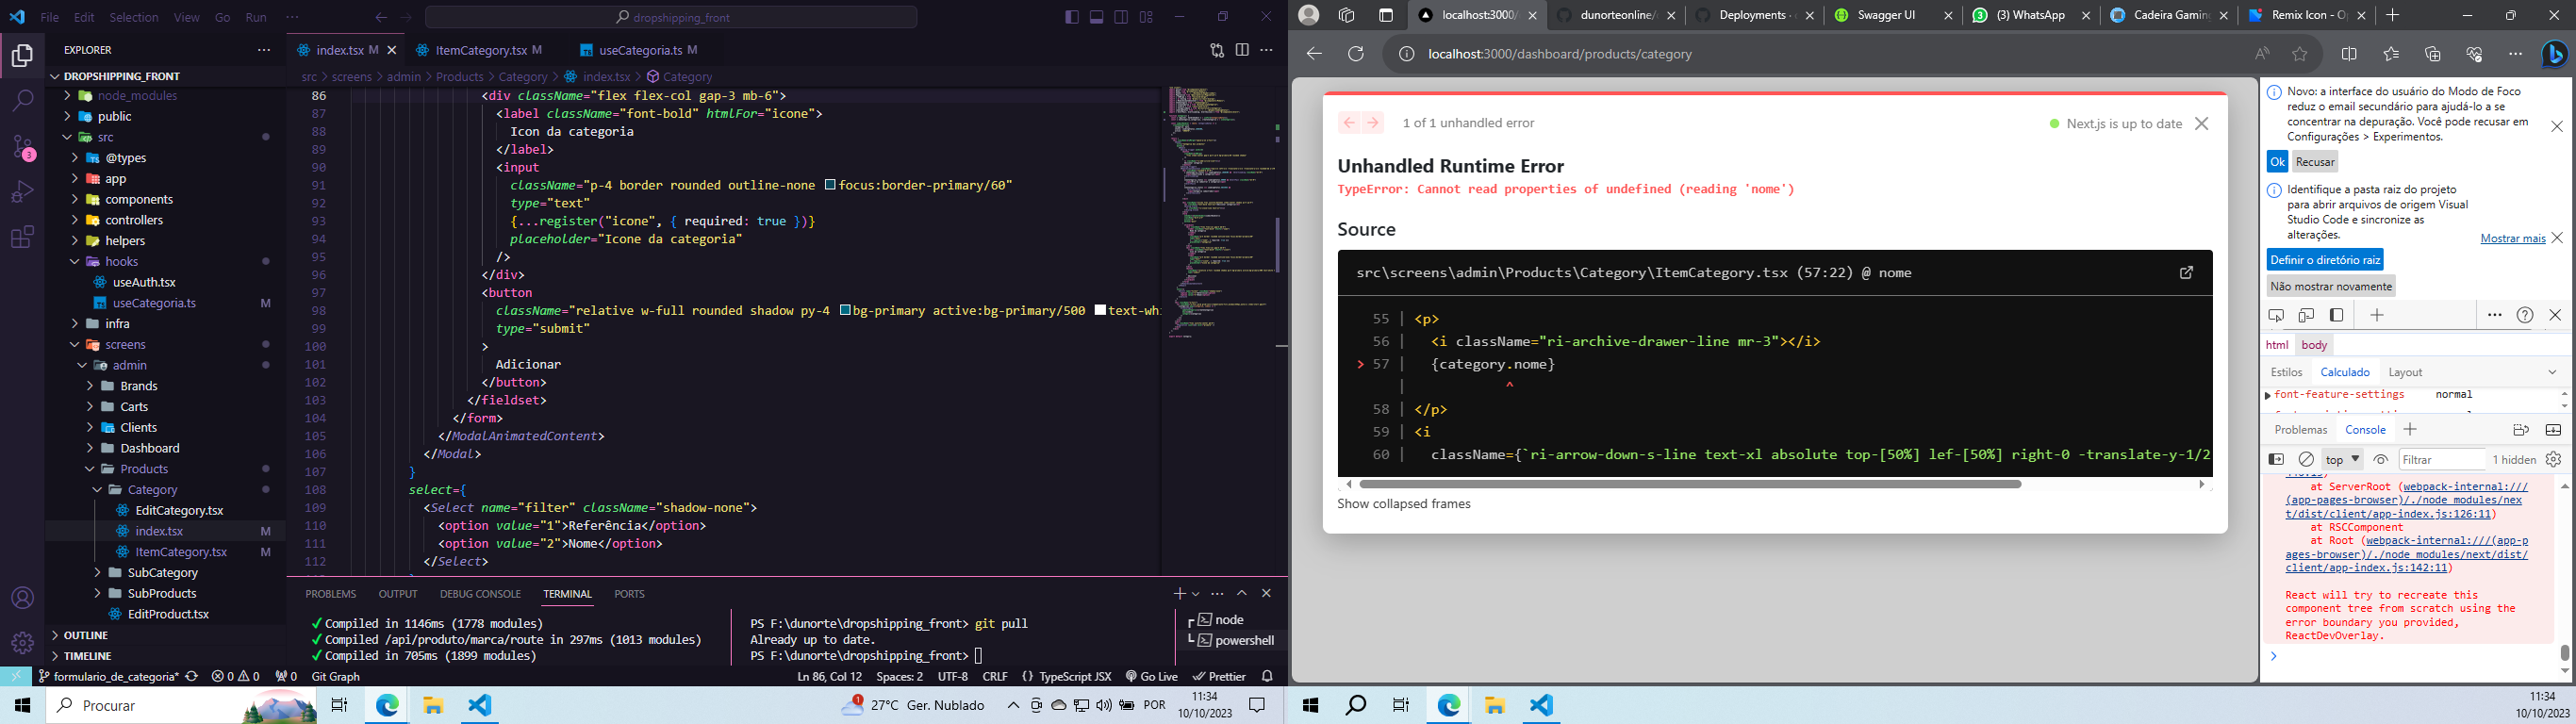 File Edit Selection View Go Run ···
dropshipping_front
EXPLORER
DROPSHIPPING_FRONT
node_modules
public
src
@types
app
components
controllers
helpers
hooks
useAuth.tsx
useCategoria.ts M
infra
screens
admin
Brands
Carts
Clients
Dashboard
Products
Category
EditCategory.tsx
index.tsx M
ItemCategory.tsx M
SubCategory
SubProducts
EditProduct.tsx
OUTLINE
TIMELINE
3
index.tsx M
ItemCategory.tsx M
useCategoria.ts M
src > screens > admin > Products > Category > index.tsx > Category
86 <div className="flex flex-col gap-3 mb-6">
87 <label className="font-bold" htmlFor="icone">
88 Icon da categoria
89 </label>
90 <input
91 className="p-4 border rounded outline-none focus:border-primary/60"
92 type="text"
93 {...register("icone", { required: true })}
94 placeholder="Icone da categoria"
95 />
96 </div>
97 <button
98 className="relative w-full rounded shadow py-4 bg-primary active:bg-primary/500 text-whi
99 type="submit"
100 >
101 Adicionar
102 </button>
103 </fieldset>
104 </form>
105 </ModalAnimatedContent>
106 </Modal>
107 }
108 select={
109 <Select name="filter" className="shadow-none">
110 <option value="1">Referência</option>
111 <option value="2">Nome</option>
112 </Select>
PROBLEMS OUTPUT DEBUG CONSOLE TERMINAL PORTS
✓ Compiled in 1146ms (1778 modules)
✓ Compiled /api/produto/marca/route in 297ms (1013 modules)
✓ Compiled in 705ms (1899 modules)
PS F:\dunorte\dropshipping_front> git pull
Already up to date.
PS F:\dunorte\dropshipping_front>
node
powershell
formulario_de_categoria* 0 0 0 Git Graph
Ln 86, Col 12 Spaces: 2 UTF-8 CRLF {} TypeScript JSX Go Live Prettier
Procurar
1
27°C Ger. Nublado
POR
11:34
10/10/2023
localhost:3000/
dunorteonline/
Deployments ·
Swagger UI
(3) WhatsApp
Cadeira Gaming
Remix Icon - O
localhost:3000/dashboard/products/category
1 of 1 unhandled error
Next.js is up to date
Unhandled Runtime Error
TypeError: Cannot read properties of undefined (reading 'nome')
Source
src\screens\admin\Products\Category\ItemCategory.tsx (57:22) @ nome
55 | <p>
56 | <i className="ri-archive-drawer-line mr-3"></i>
> 57 | {category.nome}
| ^
58 | </p>
59 | <i
60 | className={`ri-arrow-down-s-line text-xl absolute top-[50%] lef-[50%] right-0 -translate-y-1/2
Show collapsed frames
Novo: a interface do usuário do Modo de Foco
reduz o email secundário para ajudá-lo a se
concentrar na depuração. Você pode recusar em
Configurações > Experimentos.
Ok Recusar
Identifique a pasta raiz do projeto
para abrir arquivos de origem Visual
Studio Code e sincronize as
alterações.
Mostrar mais
Definir o diretório raiz
Não mostrar novamente
html body
Estilos Calculado Layout
font-feature-settings normal
Problemas Console
top Filtrar 1 hidden
at ServerRoot (webpack-internal:///
(app-pages-browser)/./node_modules/nex
t/dist/client/app-index.js:126:11)
at RSCComponent
at Root (webpack-internal:///(app-p
ages-browser)/./node_modules/next/dist/
client/app-index.js:142:11)
React will try to recreate this
component tree from scratch using the
error boundary you provided,
ReactDevOverlay.
11:34
10/10/2023